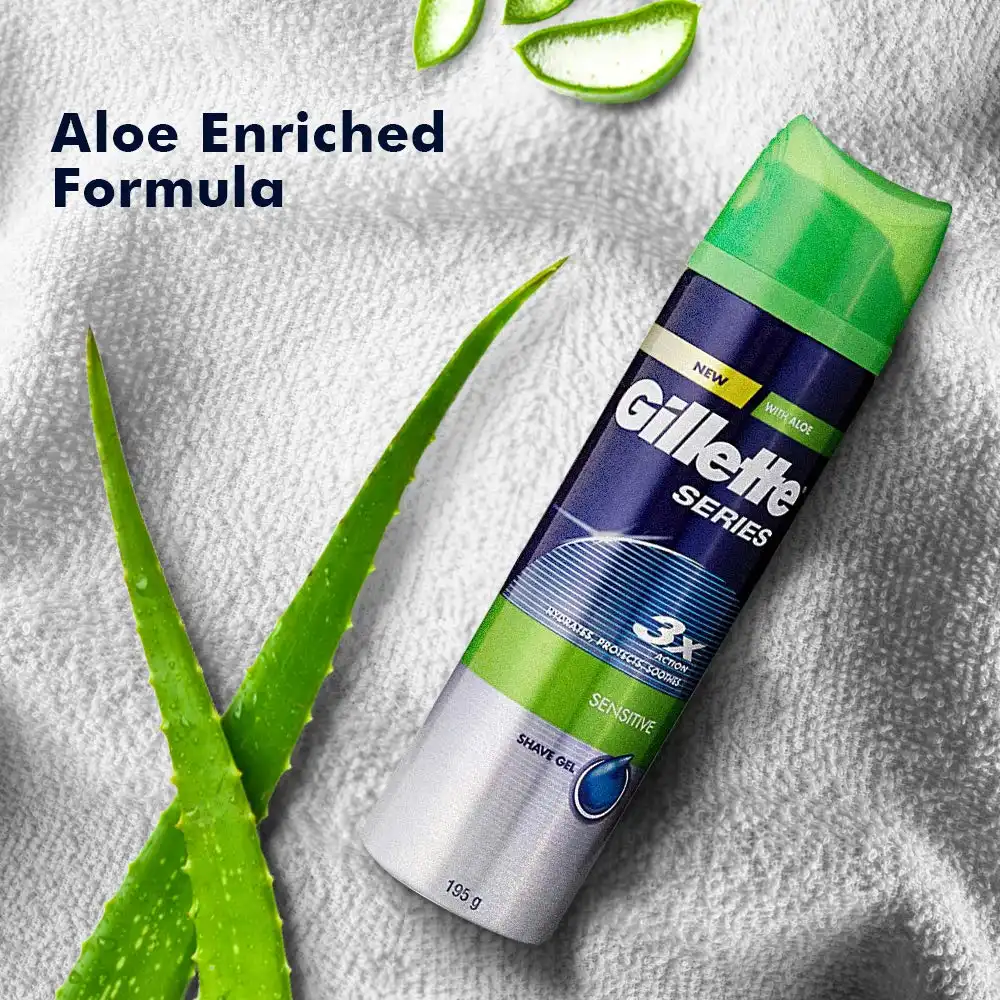 Aloe Enriched
Formula
NEW
WITH ALOE
Gillette
SERIES
3x
ACTION
HYDRATES, PROTECTS, SOOTHES
SENSITIVE
SHAVE GEL
195 g